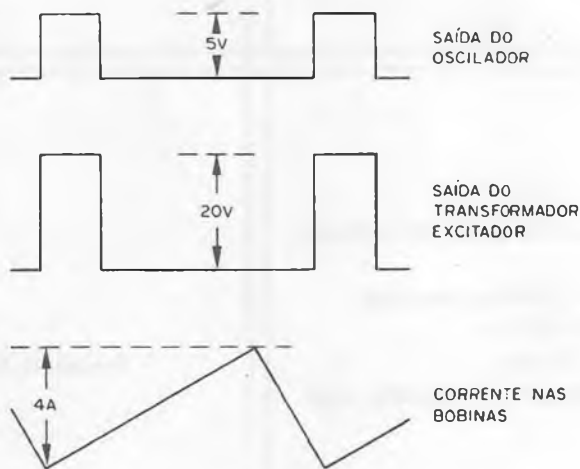 5V
SAÍDA DO
OSCILADOR
20V
SAÍDA DO
TRANSFORMADOR
EXCITADOR
4A
CORRENTE NAS
BOBINAS